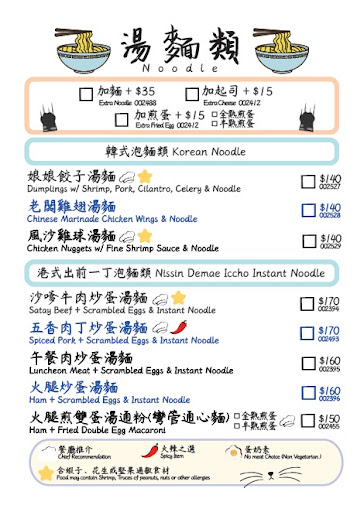 湯麵類
Noodle
加麵 + $35
Extra Noodle 002488
加起司 + $15
Extra Cheese 002412
加煎蛋 + $15
Extra Fried Egg 002412
全熟煎蛋
半熟煎蛋
韓式泡麵類 Korean Noodle
娘娘餃子湯麵
Dumplings w/ Shrimp, Pork, Cilantro, Celery & Noodle
$140
002527
老闆雞翅湯麵
Chinese Marinade Chicken Wings & Noodle
$140
002528
風沙雞球湯麵
Chicken Nuggets w/ Fine Shrimp Sauce & Noodle
$140
002529
港式出前一丁泡麵類 Nissin Demae Iccho Instant Noodle
沙嗲牛肉炒蛋湯麵
Satay Beef + Scrambled Eggs & Instant Noodle
$170
002394
五香肉丁炒蛋湯麵
Spiced Pork + Scrambled Eggs & Instant Noodle
$170
002493
午餐肉炒蛋湯麵
Luncheon Meat + Scrambled Eggs & Instant Noodle
$160
002395
火腿炒蛋湯麵
Ham + Scrambled Eggs & Instant Noodle
$160
002396
火腿煎雙蛋湯通粉(彎管通心麵)
全熟煎蛋
半熟煎蛋
Ham + Fried Double Egg Macaroni
$150
002455
餐廳推介
Chief Recommendation
火辣之選
Spicy Item
蛋奶素
No meat Choice (Non Vegetarian)
含蝦子、花生或堅果過敏食材
Food may contain Shrimp, Traces of peanuts, nuts or other allergies